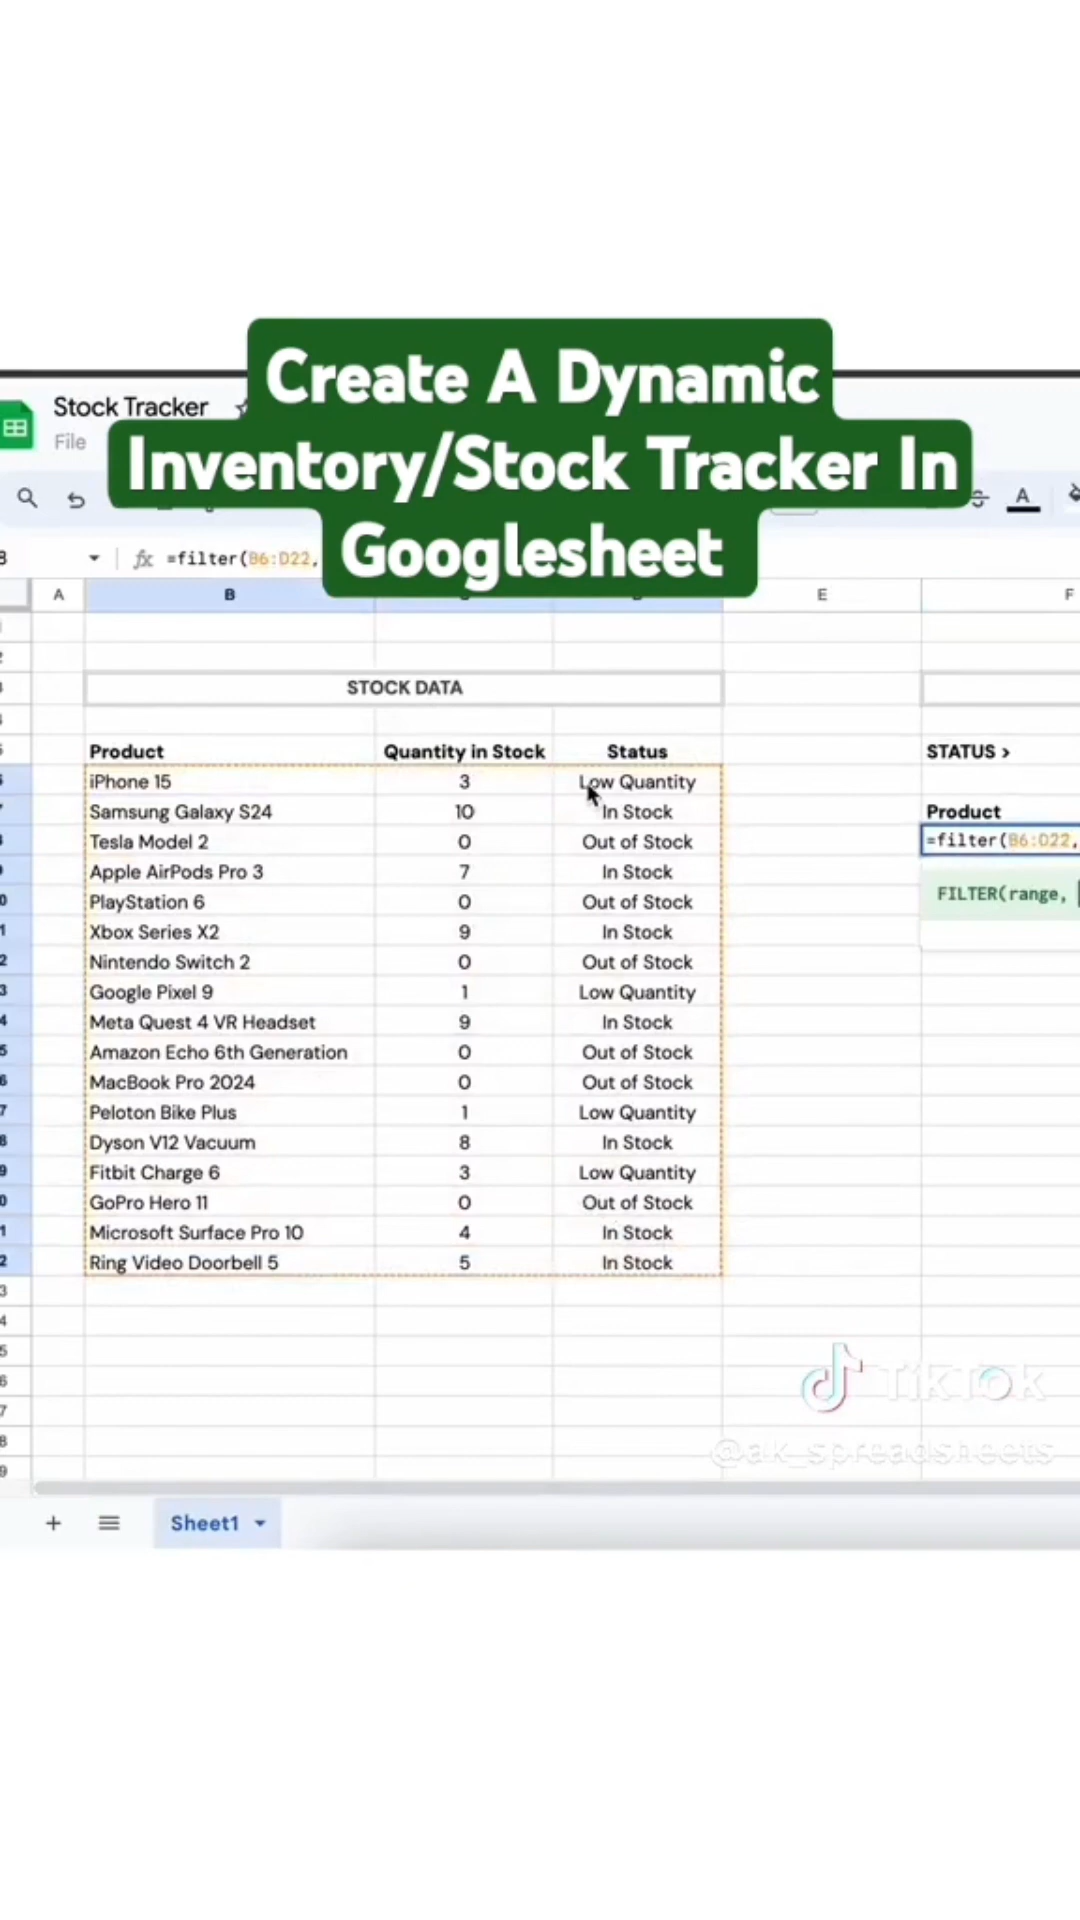 Create A Dynamic
Inventory/Stock Tracker In
Googlesheet
Stock Tracker
File
=filter(B6:D22,
A B E F
STOCK DATA
Product Quantity in Stock Status STATUS >
iPhone 15 3 Low Quantity
Samsung Galaxy S24 10 In Stock Product
Tesla Model 2 0 Out of Stock =filter(B6:D22,
Apple AirPods Pro 3 7 In Stock
PlayStation 6 0 Out of Stock FILTER(range,
Xbox Series X2 9 In Stock
Nintendo Switch 2 0 Out of Stock
Google Pixel 9 1 Low Quantity
Meta Quest 4 VR Headset 9 In Stock
Amazon Echo 6th Generation 0 Out of Stock
MacBook Pro 2024 0 Out of Stock
Peloton Bike Plus 1 Low Quantity
Dyson V12 Vacuum 8 In Stock
Fitbit Charge 6 3 Low Quantity
GoPro Hero 11 0 Out of Stock
Microsoft Surface Pro 10 4 In Stock
Ring Video Doorbell 5 5 In Stock
TikTok
@ak_spreadsheets
Sheet1